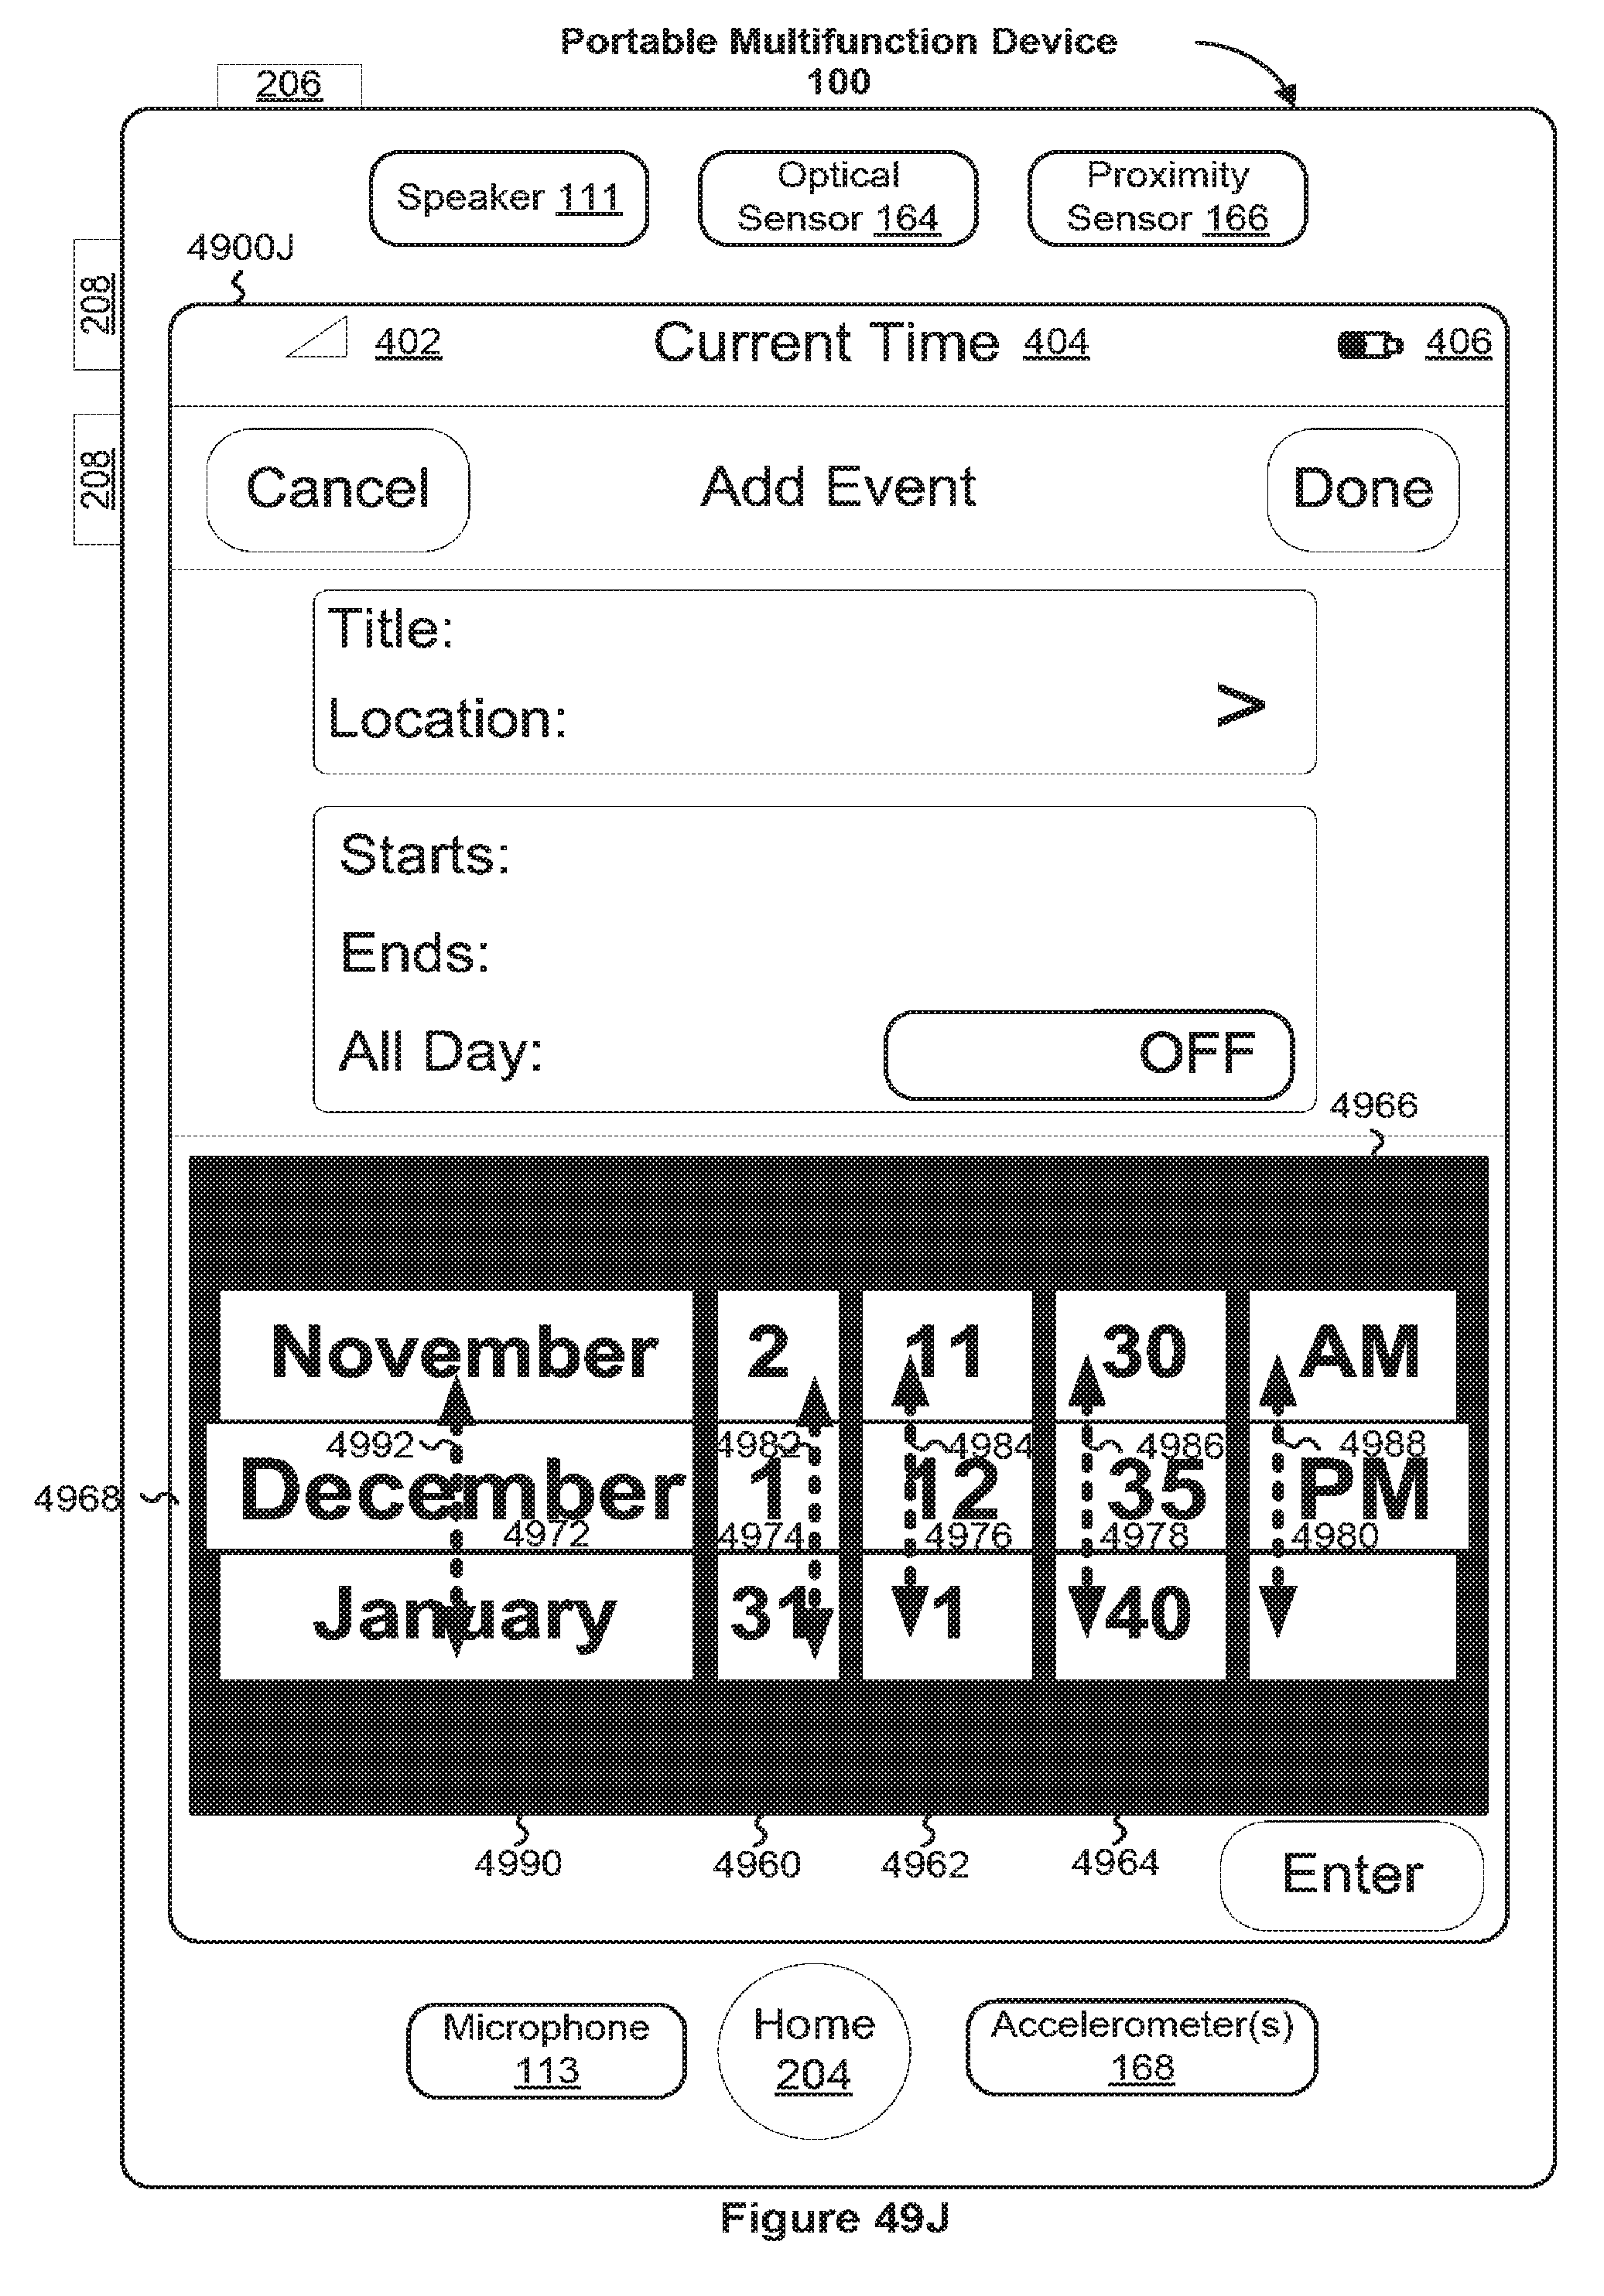 Portable Multifunction Device
100
206
Speaker 111
Optical
Sensor 164
Proximity
Sensor 166
4900J
208
402
Current Time 404
406
208
Cancel
Add Event
Done
Title:
Location:
>
Starts:
Ends:
All Day:
OFF
4966
November 2 11 30 AM
4992 4982 4984 4986 4988
4968
December 1 12 35 PM
4972 4974 4976 4978 4980
January 31 1 40
4990 4960 4962 4964
Enter
Microphone
113
Home
204
Accelerometer(s)
168
Figure 49J